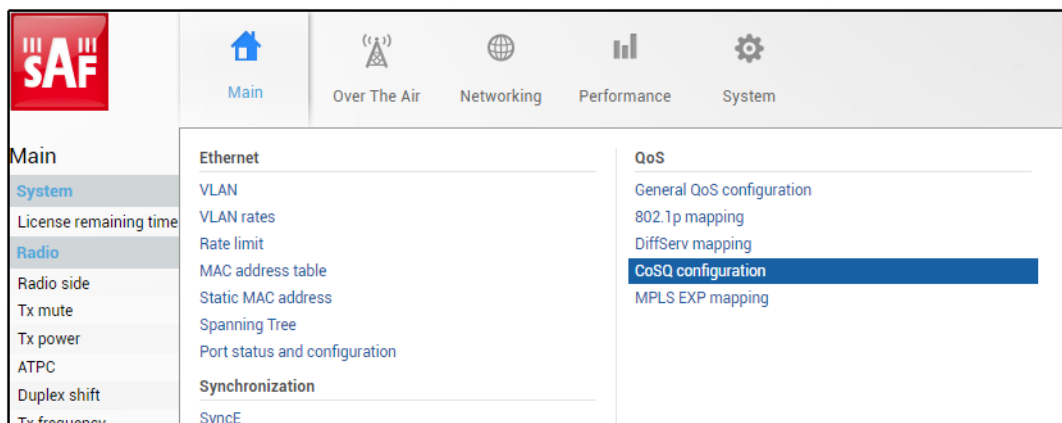 SAF
Main
Over The Air
Networking
Performance
System
Main
System
License remaining time
Radio
Radio side
Tx mute
Tx power
ATPC
Duplex shift
Tx frequency
Ethernet
VLAN
VLAN rates
Rate limit
MAC address table
Static MAC address
Spanning Tree
Port status and configuration
Synchronization
SyncE
QoS
General QoS configuration
802.1p mapping
DiffServ mapping
CoSQ configuration
MPLS EXP mapping